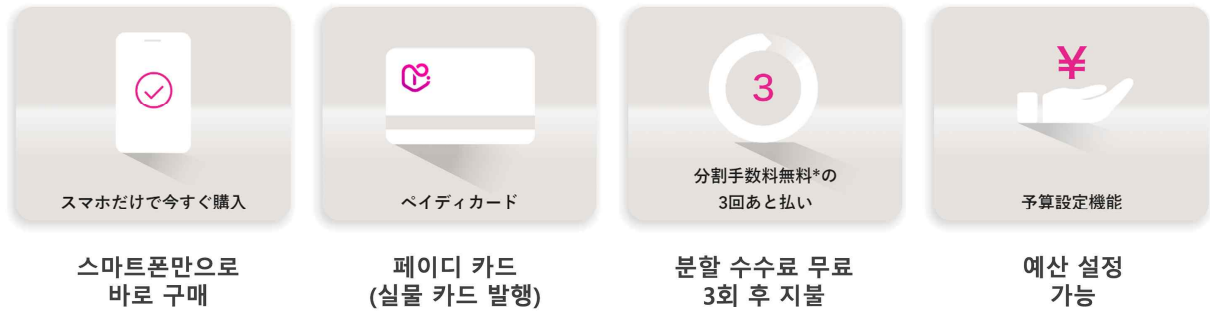 スマホだけで今すぐ購入
스마트폰만으로
바로 구매
ペイディカード
페이디 카드
(실물 카드 발행)
3
分割手数料無料*の
3回あと払い
분할 수수료 무료
3회 후 지불
¥
予算設定機能
예산 설정
가능